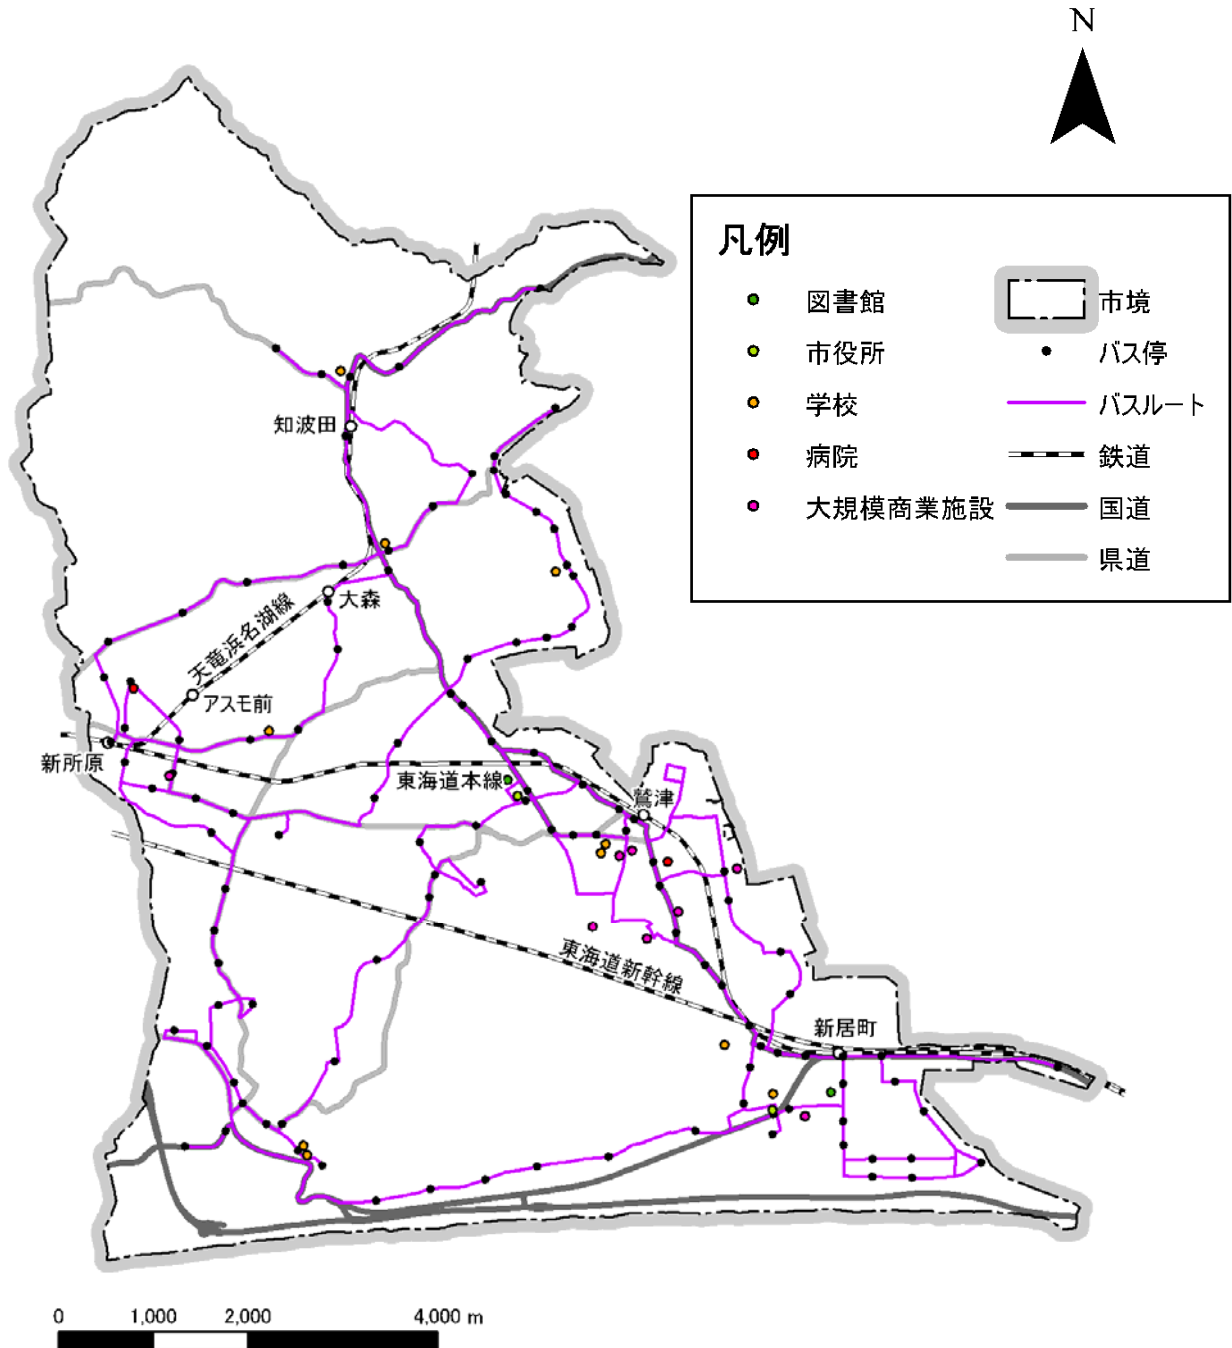 N
凡例
図書館
市役所
学校
病院
大規模商業施設
市境
バス停
バスルート
鉄道
国道
県道
知波田
大森
天竜浜名湖線
アスモ前
新所原
東海道本線
鷲津
東海道新幹線
新居町
0 1,000 2,000 4,000 m